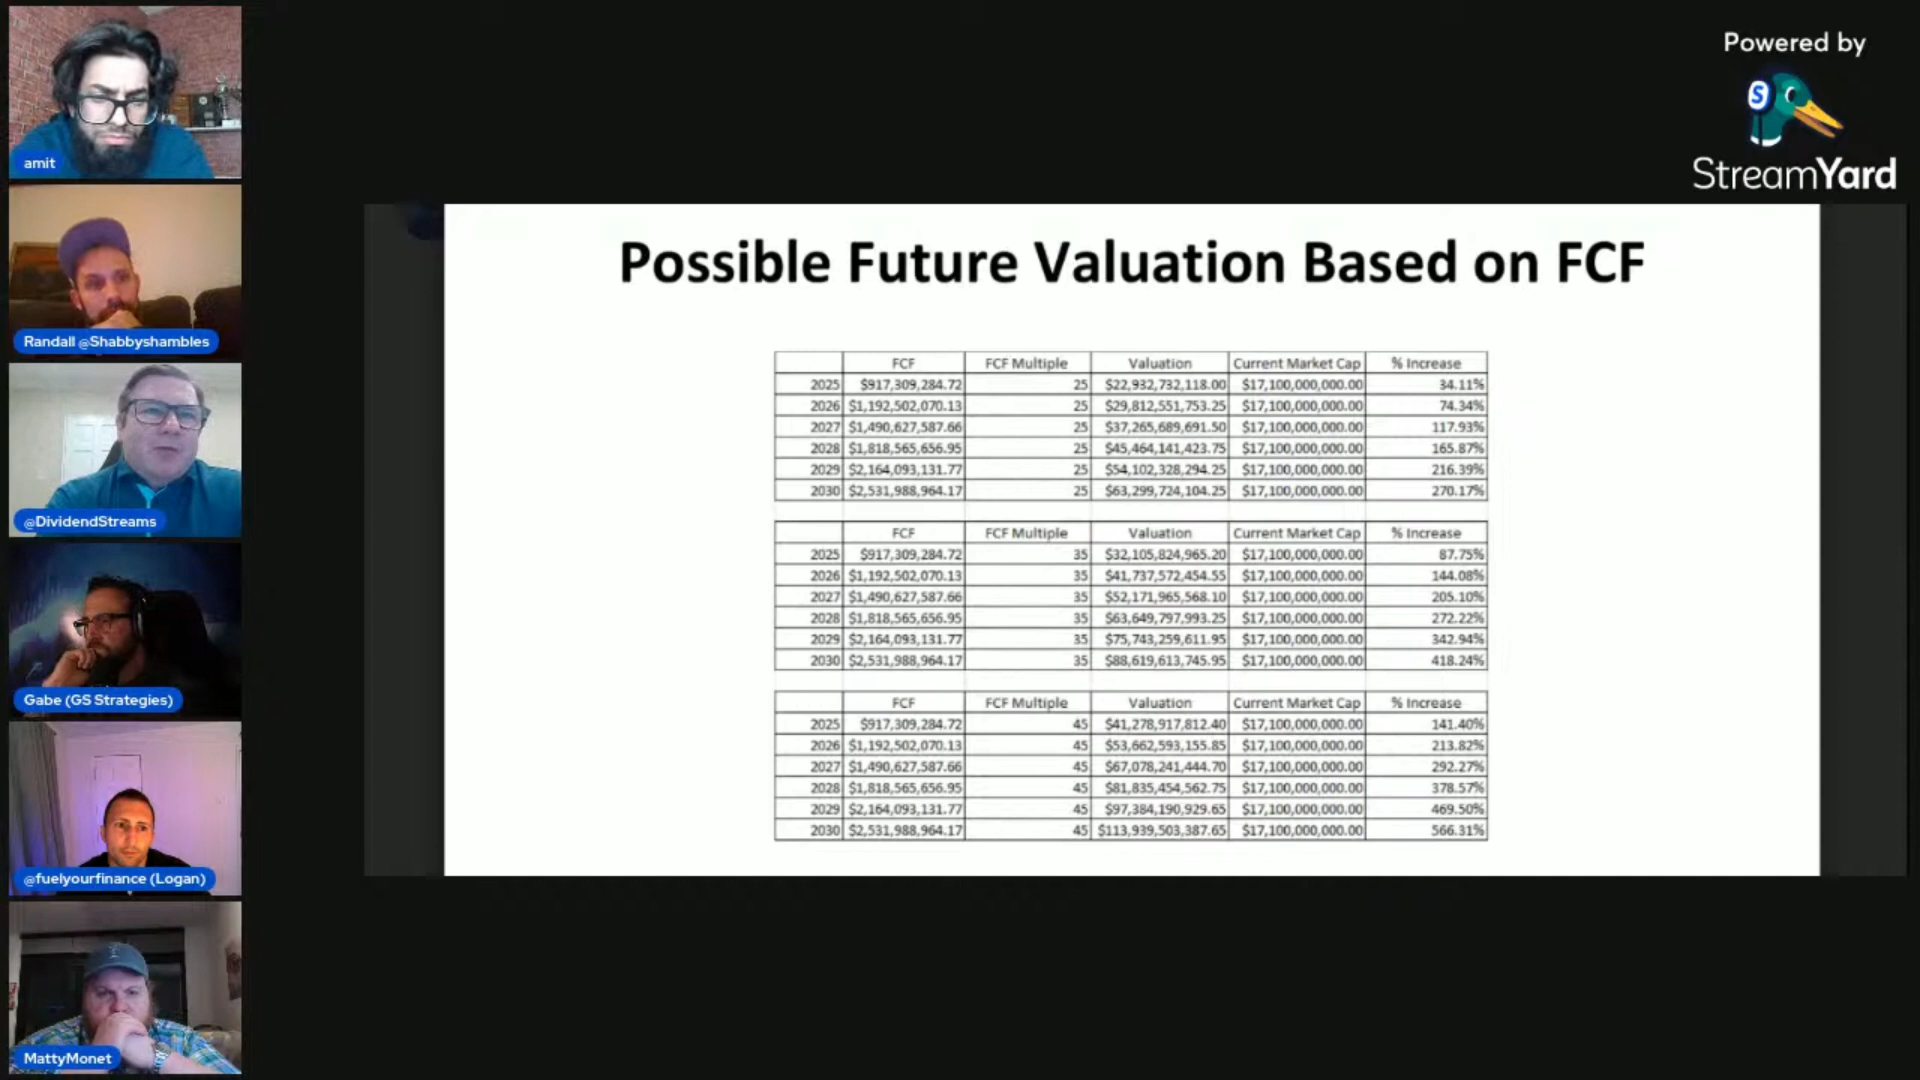 amit
Randall @Shabbyshambles
@DividendStreams
Gabe (GS Strategies)
@fuelyourfinance (Logan)
MattyMonet
Powered by
S
StreamYard
Possible Future Valuation Based on FCF
FCF FCF Multiple Valuation Current Market Cap % Increase
2025 $917,309,284.72 25 $22,932,732,118.00 $17,100,000,000.00 34.11%
2026 $1,192,502,070.13 25 $29,812,551,753.25 $17,100,000,000.00 74.34%
2027 $1,490,627,587.66 25 $37,265,689,691.50 $17,100,000,000.00 117.93%
2028 $1,818,565,656.95 25 $45,464,141,423.75 $17,100,000,000.00 165.87%
2029 $2,164,093,131.77 25 $54,102,328,294.25 $17,100,000,000.00 216.39%
2030 $2,531,988,964.17 25 $63,299,724,104.25 $17,100,000,000.00 270.17%
FCF FCF Multiple Valuation Current Market Cap % Increase
2025 $917,309,284.72 35 $32,105,824,965.20 $17,100,000,000.00 87.75%
2026 $1,192,502,070.13 35 $41,737,572,454.55 $17,100,000,000.00 144.08%
2027 $1,490,627,587.66 35 $52,171,965,568.10 $17,100,000,000.00 205.10%
2028 $1,818,565,656.95 35 $63,649,797,993.25 $17,100,000,000.00 272.22%
2029 $2,164,093,131.77 35 $75,743,259,611.95 $17,100,000,000.00 342.94%
2030 $2,531,988,964.17 35 $88,619,613,745.95 $17,100,000,000.00 418.24%
FCF FCF Multiple Valuation Current Market Cap % Increase
2025 $917,309,284.72 45 $41,278,917,812.40 $17,100,000,000.00 141.40%
2026 $1,192,502,070.13 45 $53,662,593,155.85 $17,100,000,000.00 213.82%
2027 $1,490,627,587.66 45 $67,078,241,444.70 $17,100,000,000.00 292.27%
2028 $1,818,565,656.95 45 $81,835,454,562.75 $17,100,000,000.00 378.57%
2029 $2,164,093,131.77 45 $97,384,190,929.65 $17,100,000,000.00 469.50%
2030 $2,531,988,964.17 45 $113,939,503,387.65 $17,100,000,000.00 566.31%